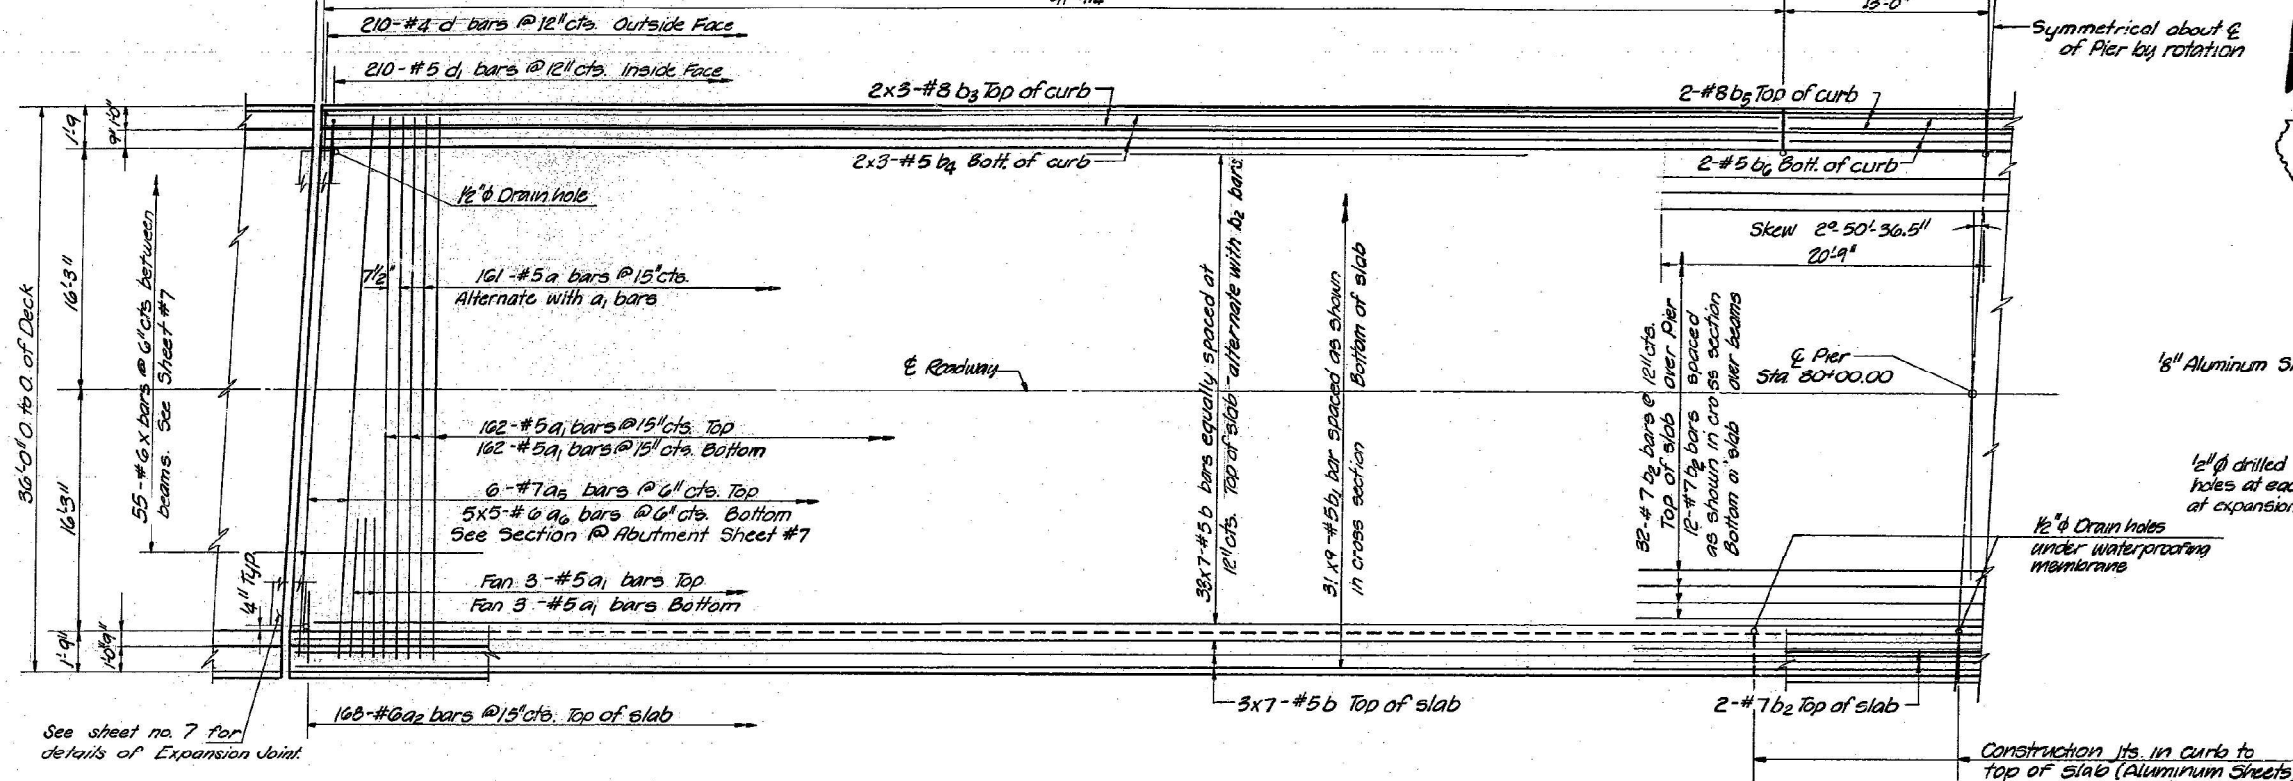 13'-0"
210-#4 d bars @ 12" cts. Outside Face
Symmetrical about ℄
of Pier by rotation
210-#5 d₁ bars @ 12" cts. Inside Face
2x3-#8 b₃ Top of curb
2-#8 b₅ Top of curb
1'-9
9" 1'-0"
2x3-#5 b₄ Bott. of curb
2-#5 b₆ Bott. of curb
½"ϕ Drain hole
Skew 2°-50'-36.5"
20'-9"
36'-0" O. to O. of Deck
16'-3"
55-#6 x bars @ 6" cts between
beams. See Sheet #7
7½"
161-#5 a bars @ 15" cts.
Alternate with a₁ bars
33x7-#5 b bars equally spaced at
12" cts. Top of slab-alternate with b₂ bars
31x9-#5 b₁ bar spaced as shown
in cross section Bottom of slab
32-#7 b₂ bars @ 12" cts.
Top of slab over Pier
12-#7 b₂ bars spaced
as shown in cross section
Bottom of slab over beams
℄ Roadway
℄ Pier
Sta 80+00.00
⅛" Aluminum
162-#5 a₁ bars @ 15" cts. Top
162-#5 a₁ bars @ 15" cts. Bottom
16'-3"
6-#7 a₅ bars @ 6" cts. Top
5x5-#6 a₆ bars @ 6" cts. Bottom
See Section @ Abutment Sheet #7
½"ϕ drilled
holes at
at expansion
½"ϕ Drain holes
under waterproofing
membrane
¼" Typ.
Fan 3-#5 a₁ bars Top
Fan 3-#5 a₁ bars Bottom
1'-9"
1'-0" 9"
168-#6 a₂ bars @ 15" cts. Top of slab
3x7-#5 b Top of slab
2-#7 b₂ Top of slab
See sheet no. 7 for
details of Expansion Joint.
Construction jts. in curb to
top of slab (Aluminum Sheets